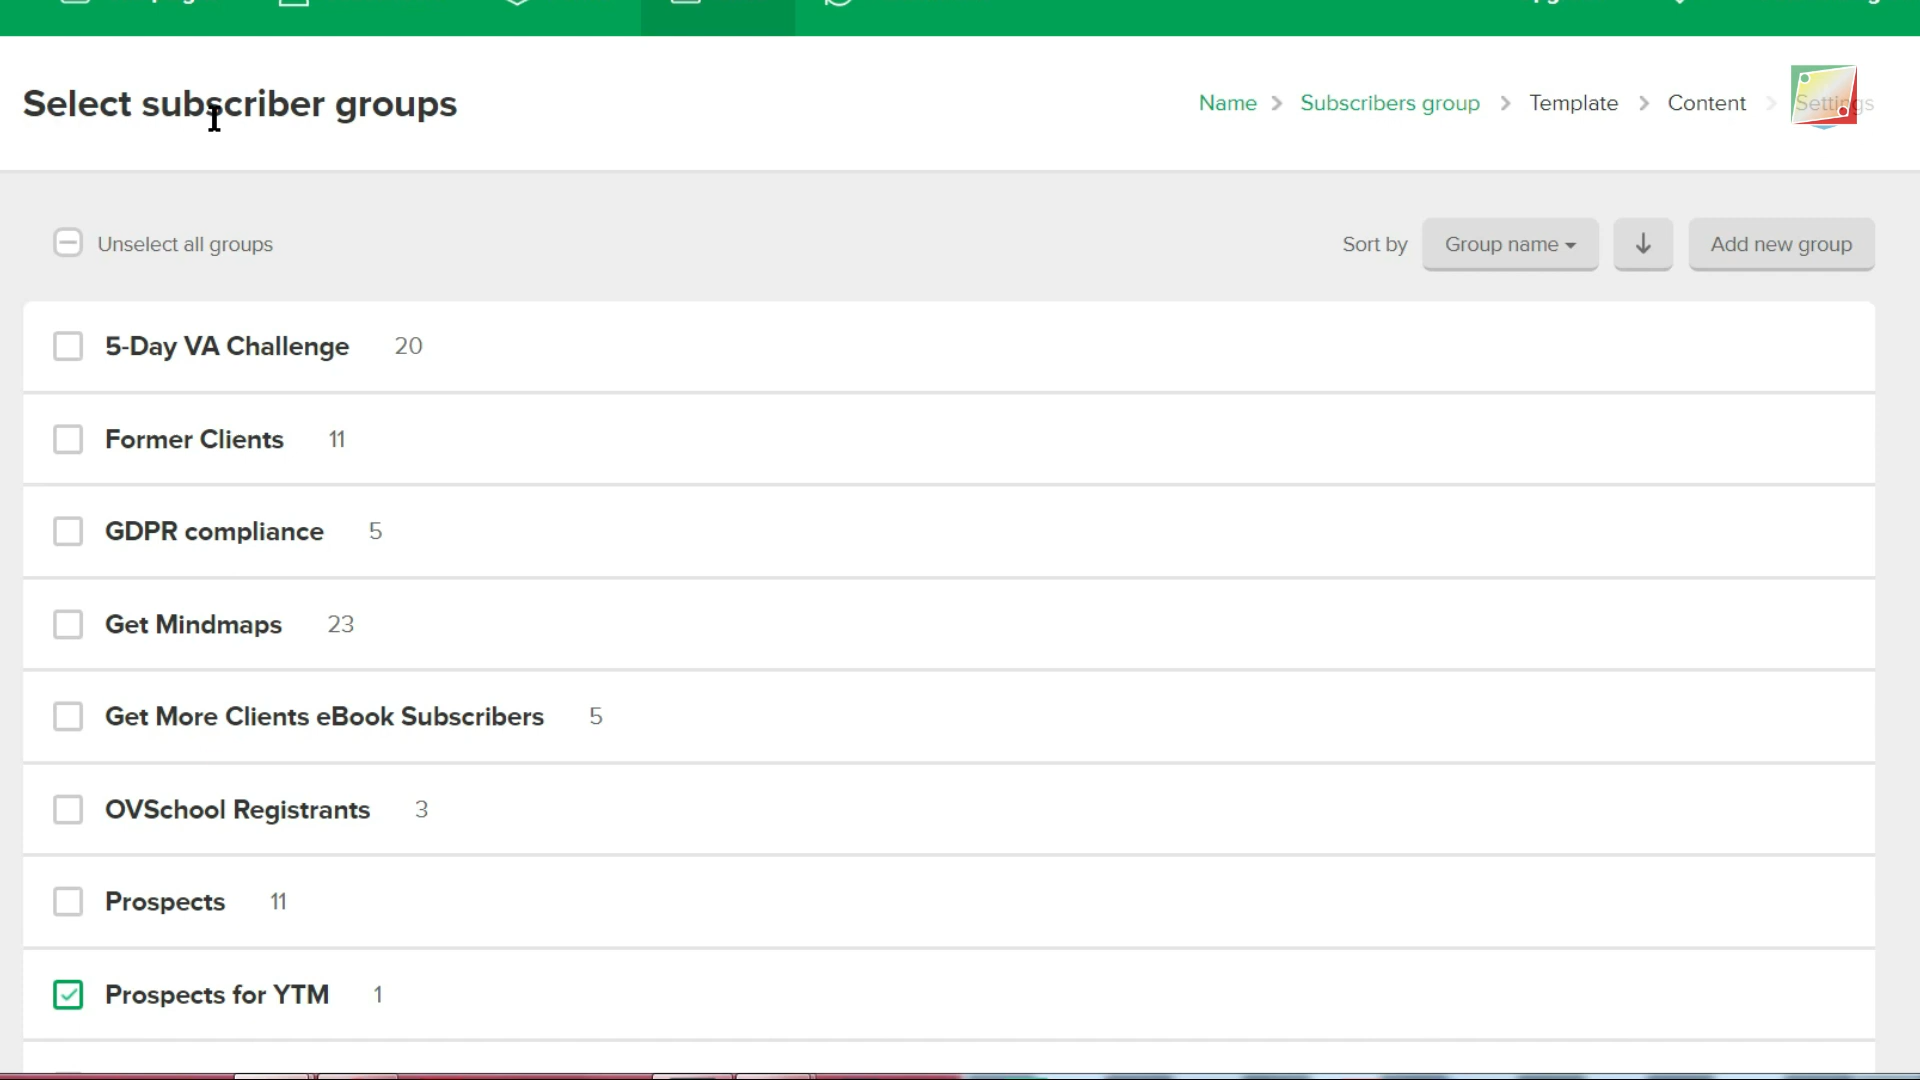 Select subscriber groups
Name > Subscribers group > Template > Content > Settings
Unselect all groups
Sort by Group name Add new group
5-Day VA Challenge 20
Former Clients 11
GDPR compliance 5
Get Mindmaps 23
Get More Clients eBook Subscribers 5
OVSchool Registrants 3
Prospects 11
Prospects for YTM 1